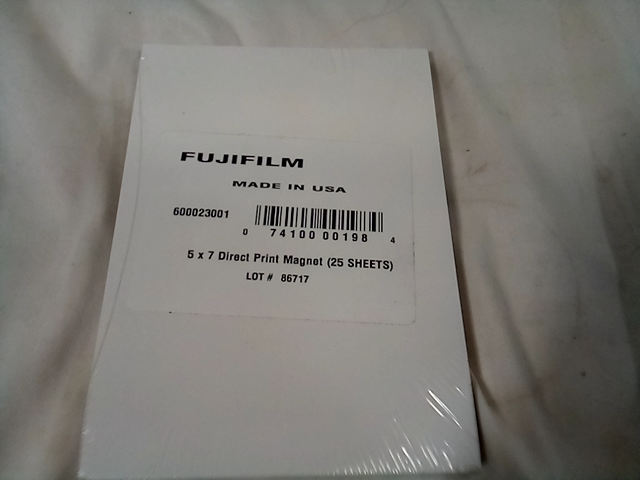 FUJIFILM
MADE IN USA
600023001
0 74100 00198 4
5 x 7 Direct Print Magnet (25 SHEETS)
LOT # 86717